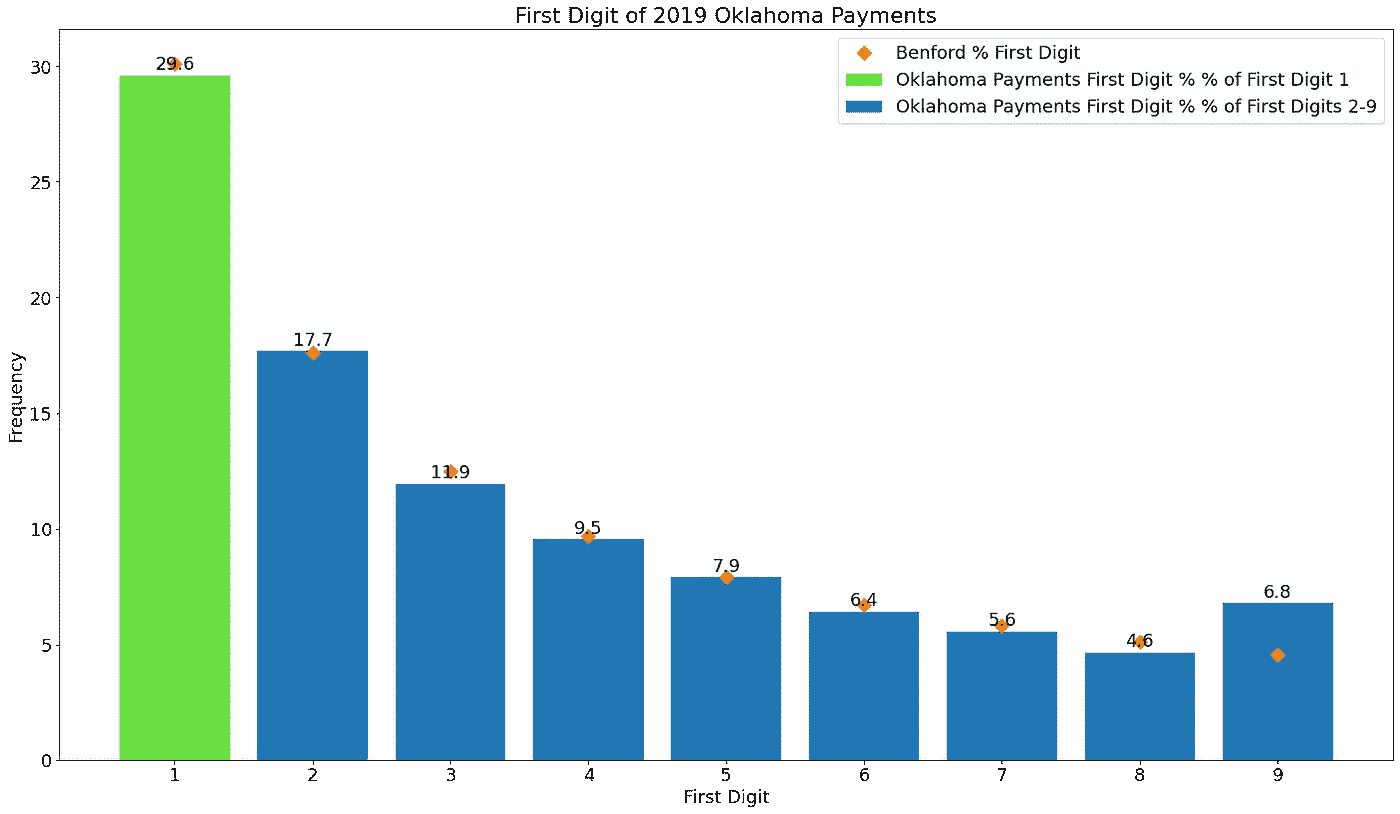 First Digit of 2019 Oklahoma Payments
Benford % First Digit
Oklahoma Payments First Digit % % of First Digit 1
Oklahoma Payments First Digit % % of First Digits 2-9
Frequency
30
25
20
15
10
5
0
29.6
17.7
11.9
9.5
7.9
6.4
5.6
4.6
6.8
1 2 3 4 5 6 7 8 9
First Digit